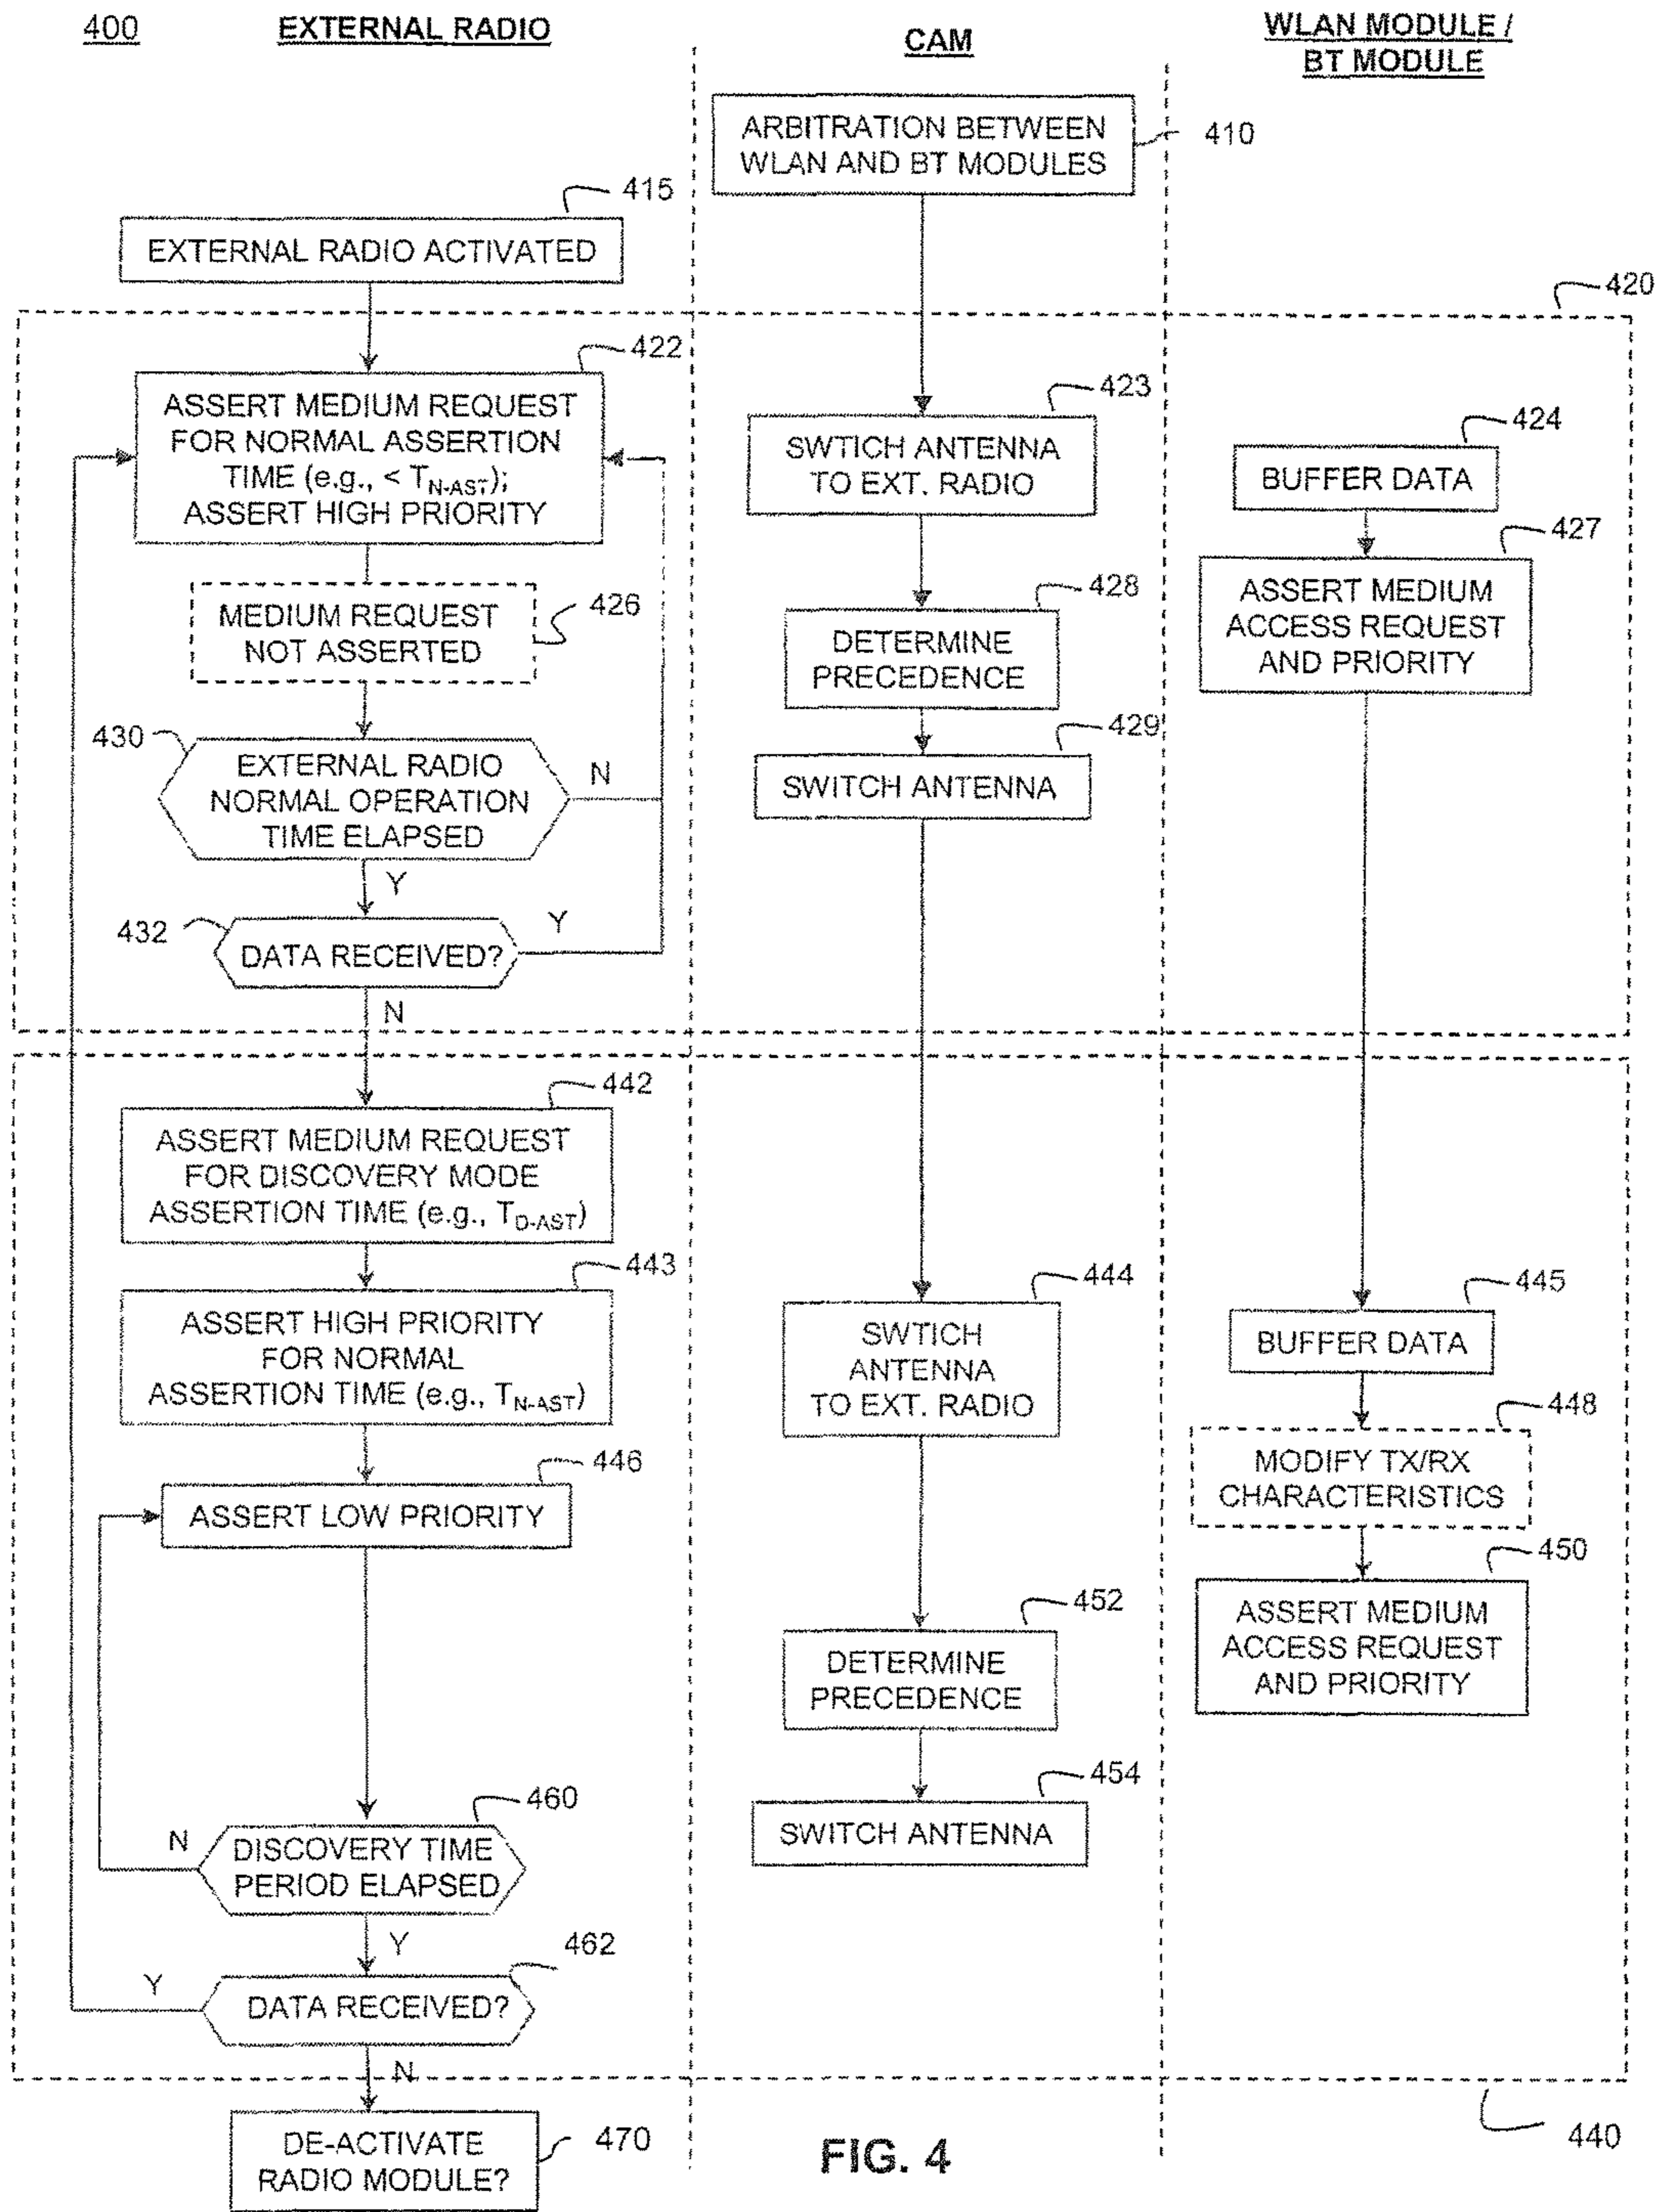 400
EXTERNAL RADIO
CAM
WLAN MODULE /
BT MODULE
ARBITRATION BETWEEN
WLAN AND BT MODULES
410
415
EXTERNAL RADIO ACTIVATED
420
422
ASSERT MEDIUM REQUEST
FOR NORMAL ASSERTION
TIME (e.g., < T_N-AST);
ASSERT HIGH PRIORITY
423
SWTICH ANTENNA
TO EXT. RADIO
424
BUFFER DATA
427
ASSERT MEDIUM
ACCESS REQUEST
AND PRIORITY
MEDIUM REQUEST
NOT ASSERTED
426
428
DETERMINE
PRECEDENCE
429
SWITCH ANTENNA
430
EXTERNAL RADIO
NORMAL OPERATION
TIME ELAPSED
N
Y
432
DATA RECEIVED?
Y
N
442
ASSERT MEDIUM REQUEST
FOR DISCOVERY MODE
ASSERTION TIME (e.g., T_D-AST)
443
ASSERT HIGH PRIORITY
FOR NORMAL
ASSERTION TIME (e.g., T_N-AST)
444
SWTICH
ANTENNA
TO EXT. RADIO
445
BUFFER DATA
446
ASSERT LOW PRIORITY
448
MODIFY TX/RX
CHARACTERISTICS
450
ASSERT MEDIUM
ACCESS REQUEST
AND PRIORITY
452
DETERMINE
PRECEDENCE
454
SWITCH ANTENNA
460
DISCOVERY TIME
PERIOD ELAPSED
N
Y
462
DATA RECEIVED?
Y
N
440
DE-ACTIVATE
RADIO MODULE?
470
FIG. 4